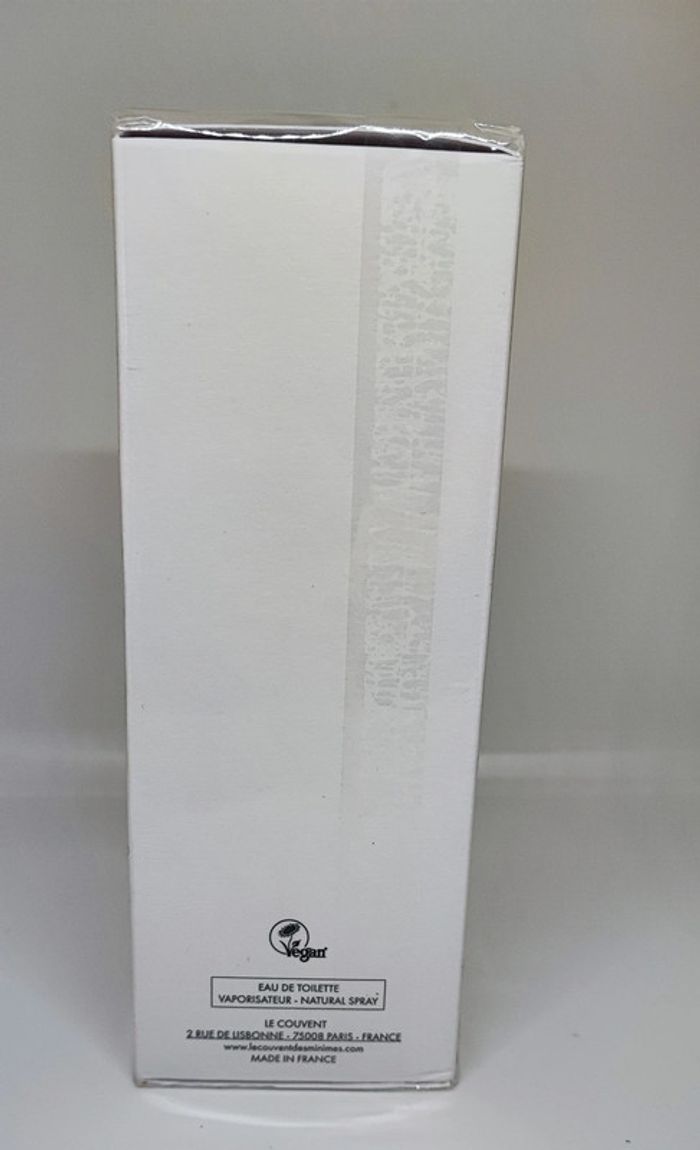 Vegan
EAU DE TOILETTE
VAPORISATEUR - NATURAL SPRAY
LE COUVENT
2 RUE DE LISBONNE - 75008 PARIS - FRANCE
www.lecouventdesminimes.com
MADE IN FRANCE